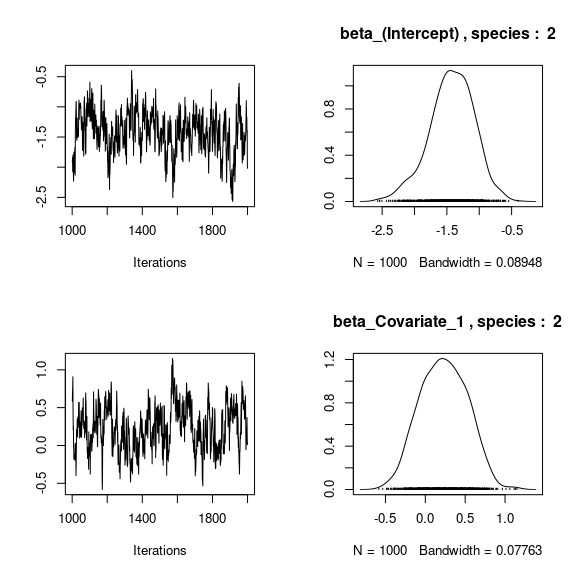 beta_(Intercept) , species : 2
-0.5
-1.5
-2.5
1000 1400 1800
Iterations
0.8
0.4
0.0
-2.5 -1.5 -0.5
N = 1000 Bandwidth = 0.08948
beta_Covariate_1 , species : 2
1.0
0.5
0.0
-0.5
1000 1400 1800
Iterations
1.2
0.8
0.4
0.0
-0.5 0.0 0.5 1.0
N = 1000 Bandwidth = 0.07763